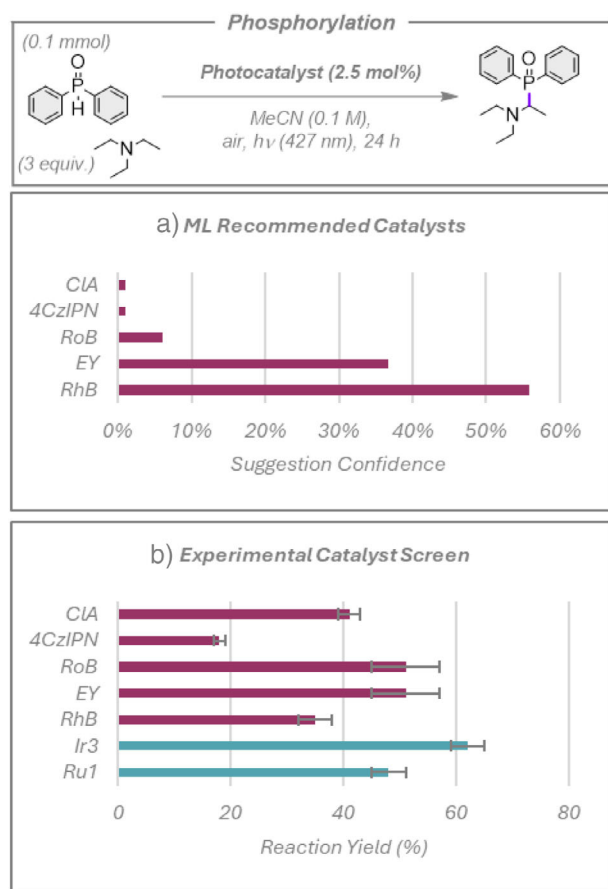 Phosphorylation
(0.1 mmol)
O
P
H
N
(3 equiv.)
Photocatalyst (2.5 mol%)
MeCN (0.1 M),
air, hν (427 nm), 24 h
O
P
N
a) ML Recommended Catalysts
ClA
4CzIPN
RoB
EY
RhB
0% 10% 20% 30% 40% 50% 60%
Suggestion Confidence
b) Experimental Catalyst Screen
ClA
4CzIPN
RoB
EY
RhB
Ir3
Ru1
0 20 40 60 80
Reaction Yield (%)